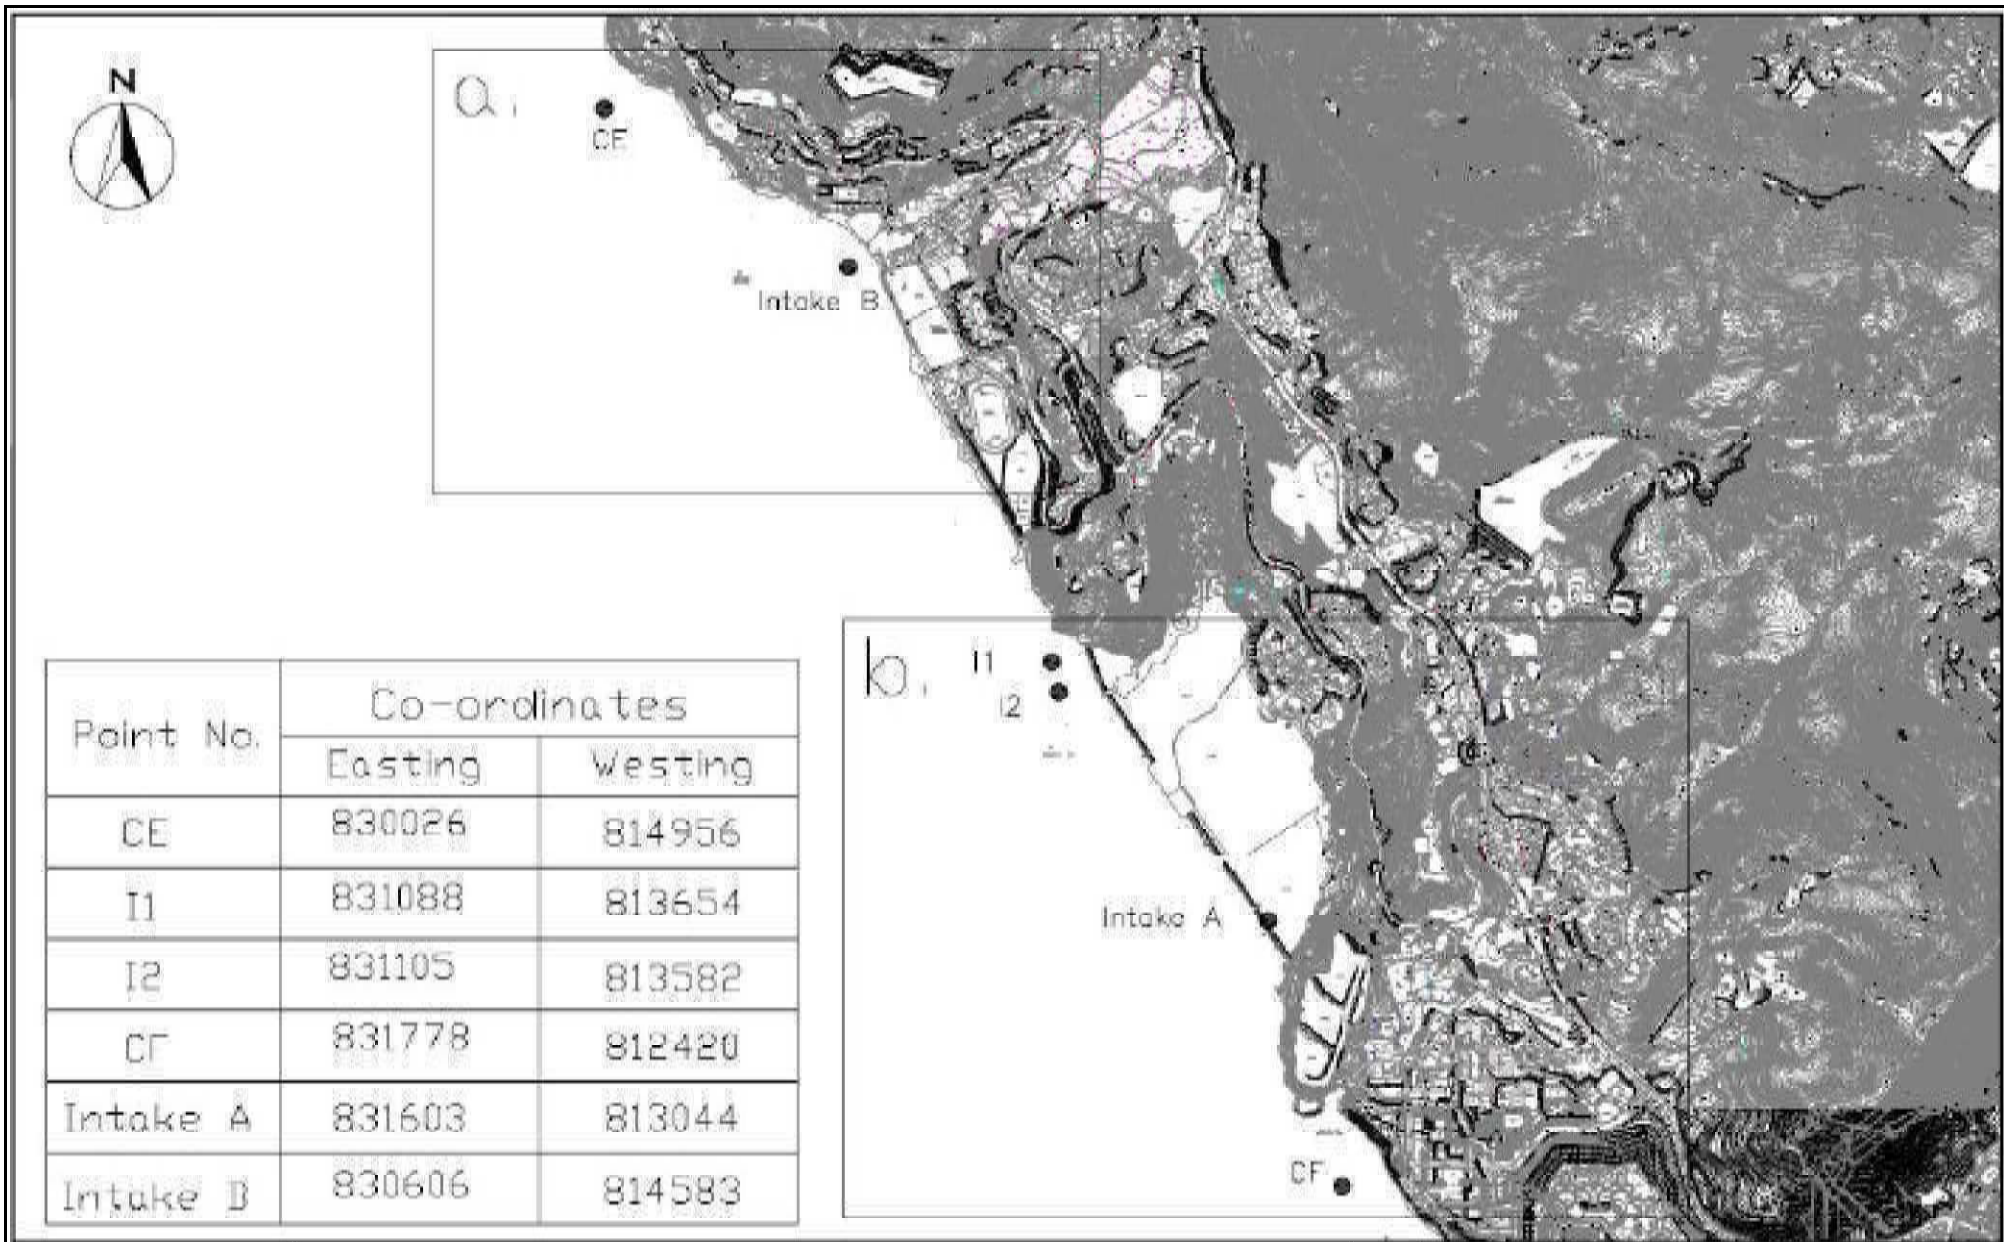 N
a.
CE
Intake B
b.
I1
I2
Intake A
CF
Point No.
Co-ordinates
Easting
Westing
CE
830026
814956
I1
831088
813654
I2
831105
813582
CF
831778
812420
Intake A
831603
813044
Intake B
830606
814583